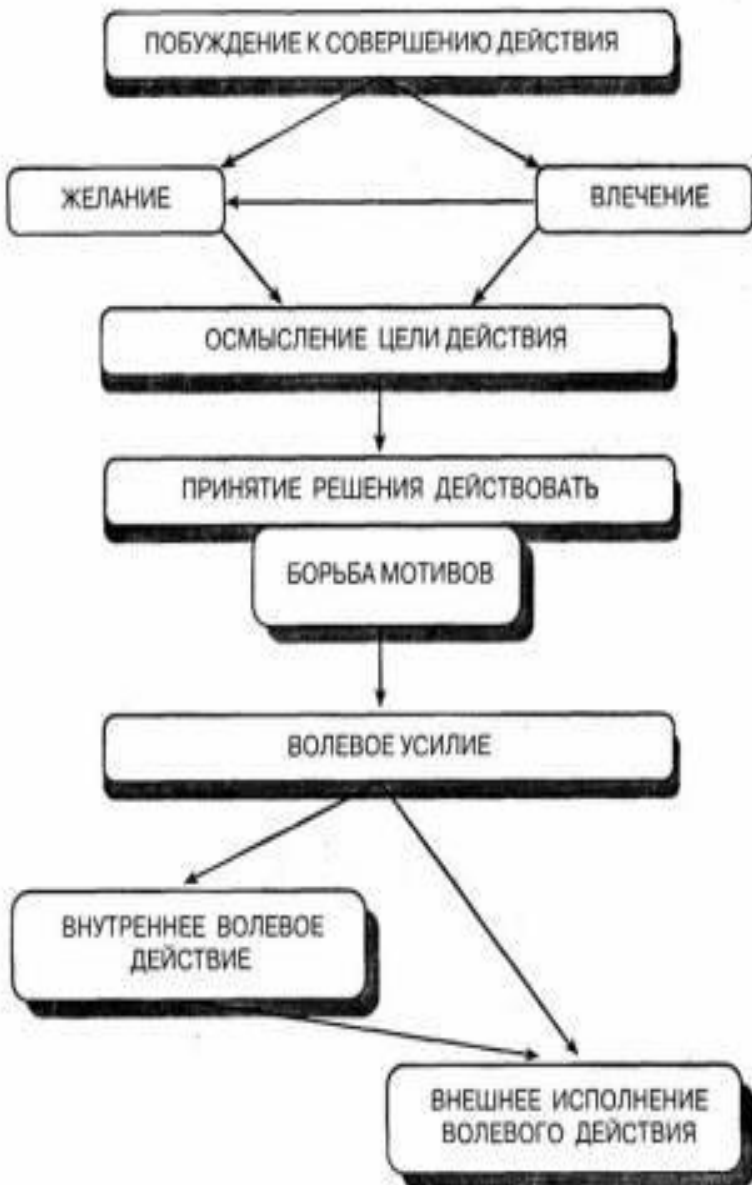 ПОБУЖДЕНИЕ К СОВЕРШЕНИЮ ДЕЙСТВИЯ
ЖЕЛАНИЕ
ВЛЕЧЕНИЕ
ОСМЫСЛЕНИЕ ЦЕЛИ ДЕЙСТВИЯ
ПРИНЯТИЕ РЕШЕНИЯ ДЕЙСТВОВАТЬ
БОРЬБА МОТИВОВ
ВОЛЕВОЕ УСИЛИЕ
ВНУТРЕННЕЕ ВОЛЕВОЕ
ДЕЙСТВИЕ
ВНЕШНЕЕ ИСПОЛНЕНИЕ
ВОЛЕВОГО ДЕЙСТВИЯ